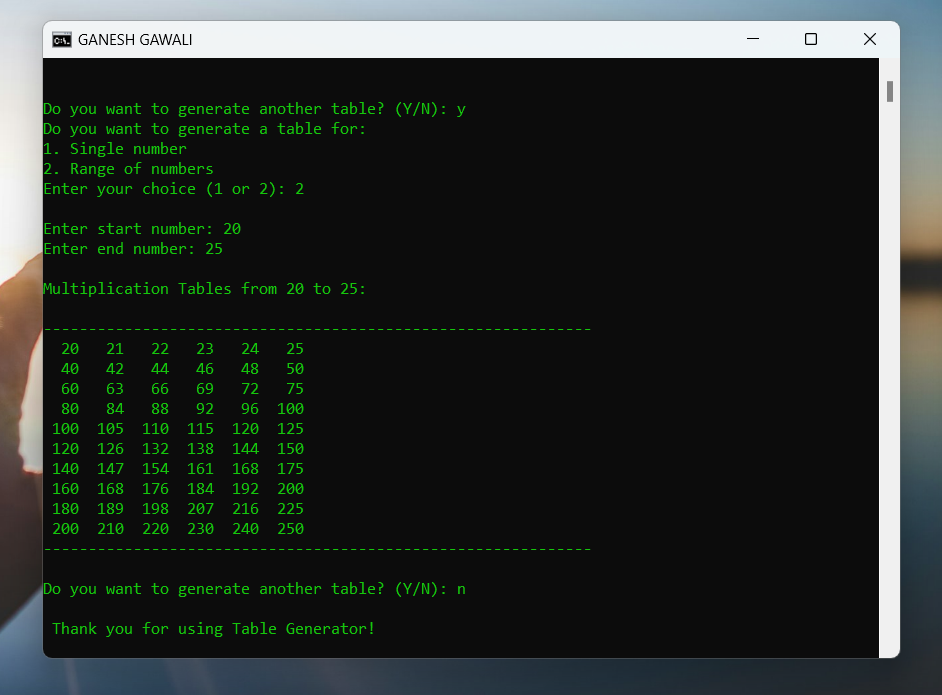 GANESH GAWALI
Do you want to generate another table? (Y/N): y
Do you want to generate a table for:
1. Single number
2. Range of numbers
Enter your choice (1 or 2): 2
Enter start number: 20
Enter end number: 25
Multiplication Tables from 20 to 25:
-------------------------------------------------------------
20 21 22 23 24 25
40 42 44 46 48 50
60 63 66 69 72 75
80 84 88 92 96 100
100 105 110 115 120 125
120 126 132 138 144 150
140 147 154 161 168 175
160 168 176 184 192 200
180 189 198 207 216 225
200 210 220 230 240 250
-------------------------------------------------------------
Do you want to generate another table? (Y/N): n
Thank you for using Table Generator!